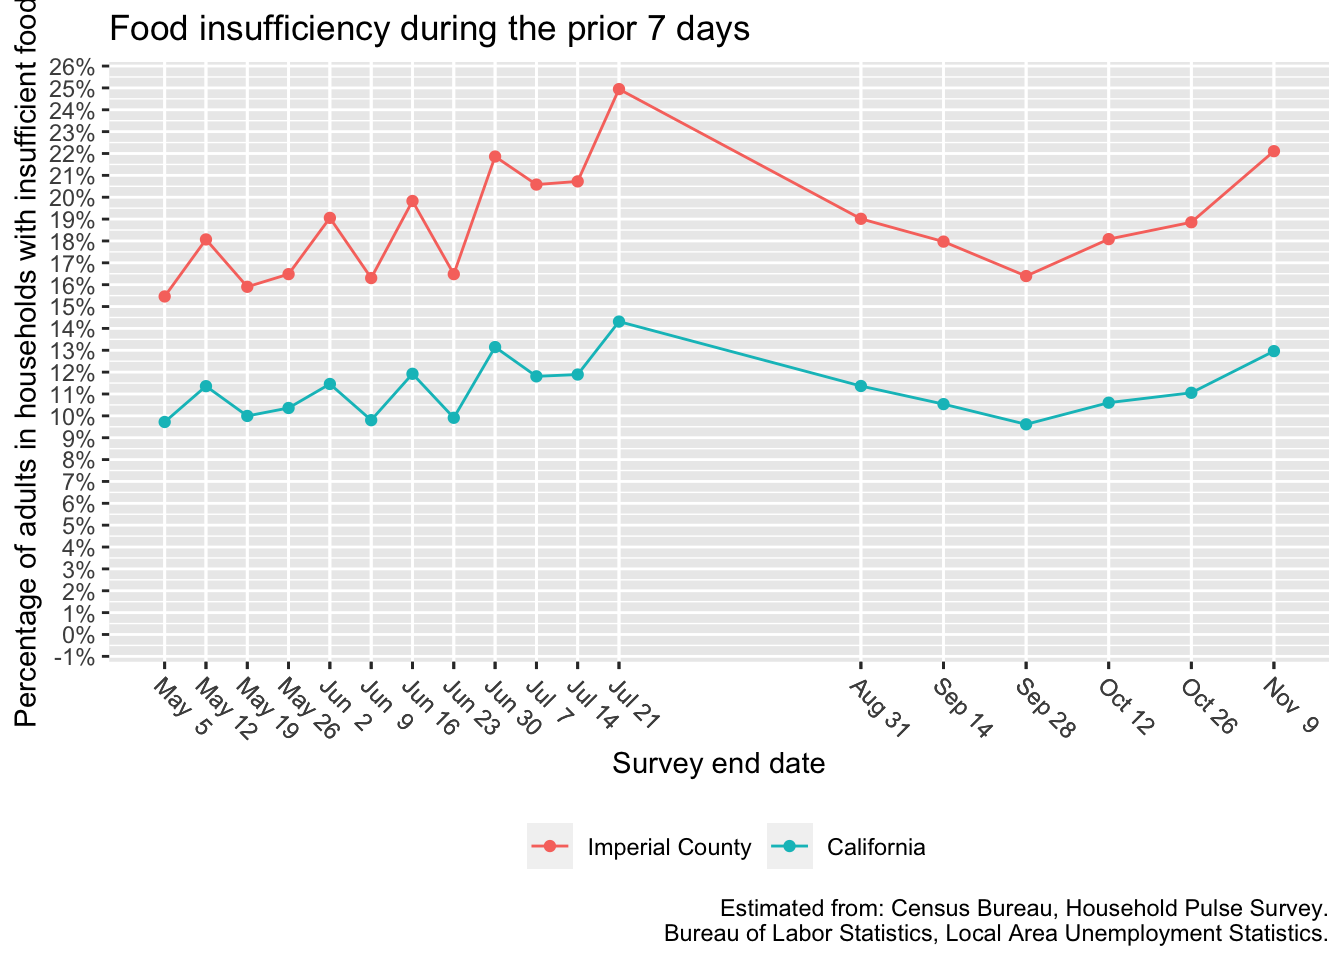 Food insufficiency during the prior 7 days
Percentage of adults in households with insufficient food
26%
25%
24%
23%
22%
21%
20%
19%
18%
17%
16%
15%
14%
13%
12%
11%
10%
9%
8%
7%
6%
5%
4%
3%
2%
1%
0%
-1%
May 5
May 12
May 19
May 26
Jun 2
Jun 9
Jun 16
Jun 23
Jun 30
Jul 7
Jul 14
Jul 21
Aug 31
Sep 14
Sep 28
Oct 12
Oct 26
Nov 9
Survey end date
Imperial County
California
Estimated from: Census Bureau, Household Pulse Survey.
Bureau of Labor Statistics, Local Area Unemployment Statistics.